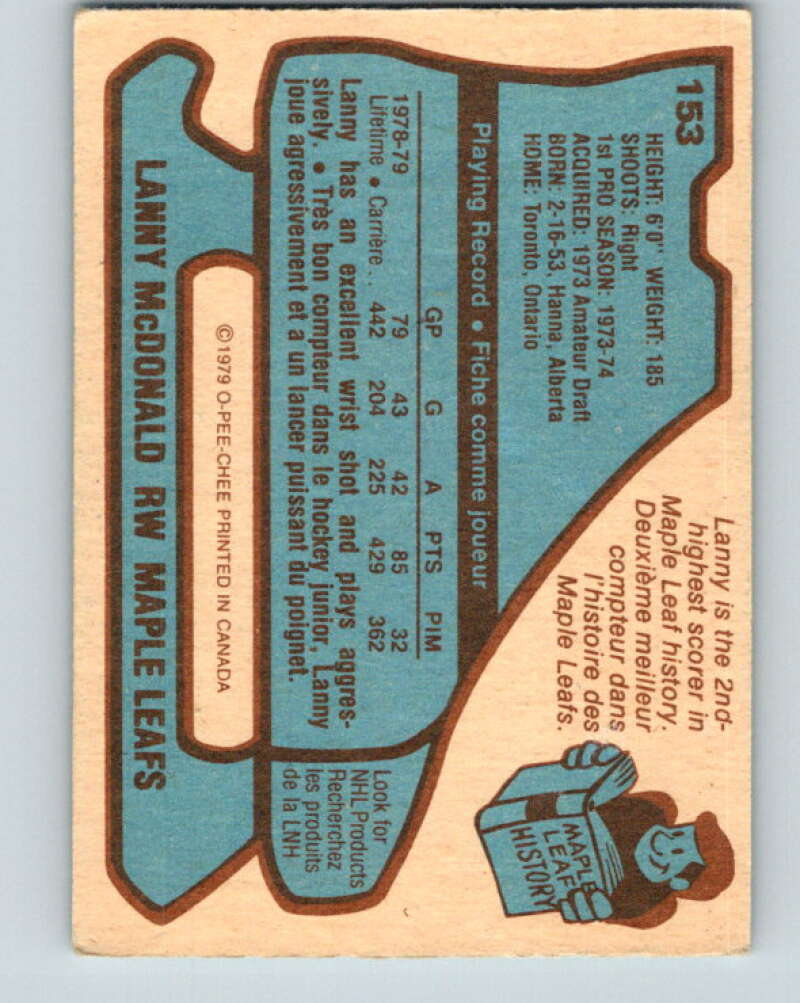 153
HEIGHT: 6'0" WEIGHT: 185
SHOOTS: Right
1st PRO SEASON: 1973-74
ACQUIRED: 1973 Amateur Draft
BORN: 2-16-53, Hanna, Alberta
HOME: Toronto, Ontario
Lanny is the 2nd-
highest scorer in
Maple Leaf history.
Deuxième meilleur
compteur dans
l'histoire des
Maple Leafs.
MAPLE
LEAF
HISTORY
Playing Record • Fiche comme joueur
GP G A PTS PIM
1978-79 79 43 42 85 32
Lifetime • Carrière .. 442 204 225 429 362
Lanny has an excellent wrist shot and plays aggres-
sively. • Très bon compteur dans le hockey junior, Lanny
joue agressivement et a un lancer puissant du poignet.
Look for
NHL Products
Recherchez
les produits
de la LNH
©1979 O-PEE-CHEE PRINTED IN CANADA
LANNY McDONALD RW MAPLE LEAFS